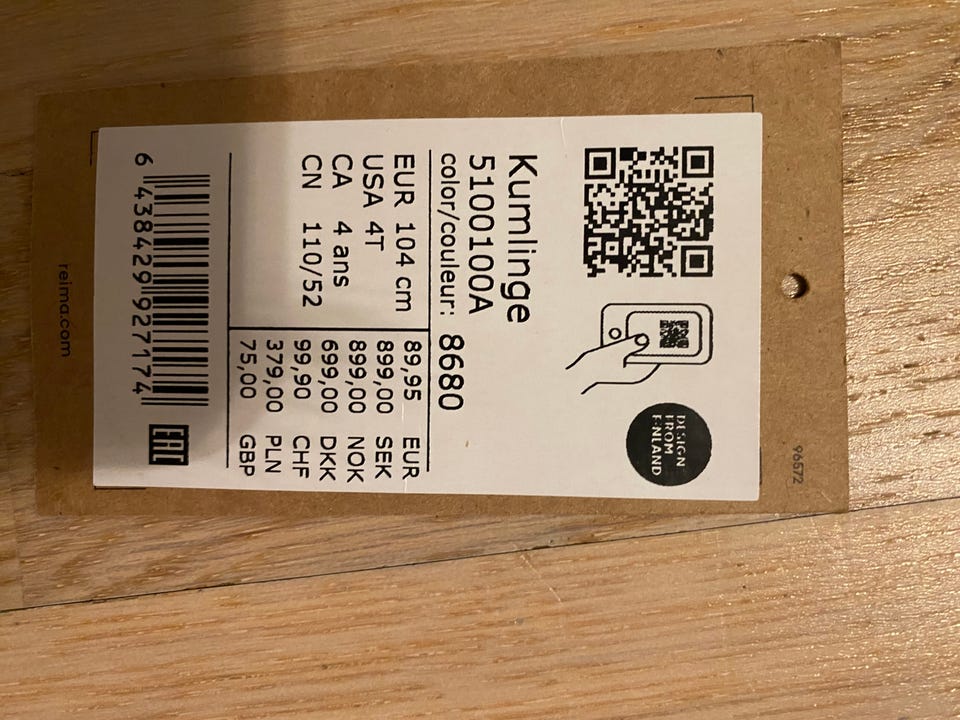 96572
DESIGN
FROM
FINLAND
Kumlinge
5100100A
color/couleur: 8680
EUR 104 cm
USA 4T
CA 4 ans
CN 110/52
89,95 EUR
899,00 SEK
899,00 NOK
699,00 DKK
99,90 CHF
379,00 PLN
75,00 GBP
6 438429 927174
EAC
reima.com